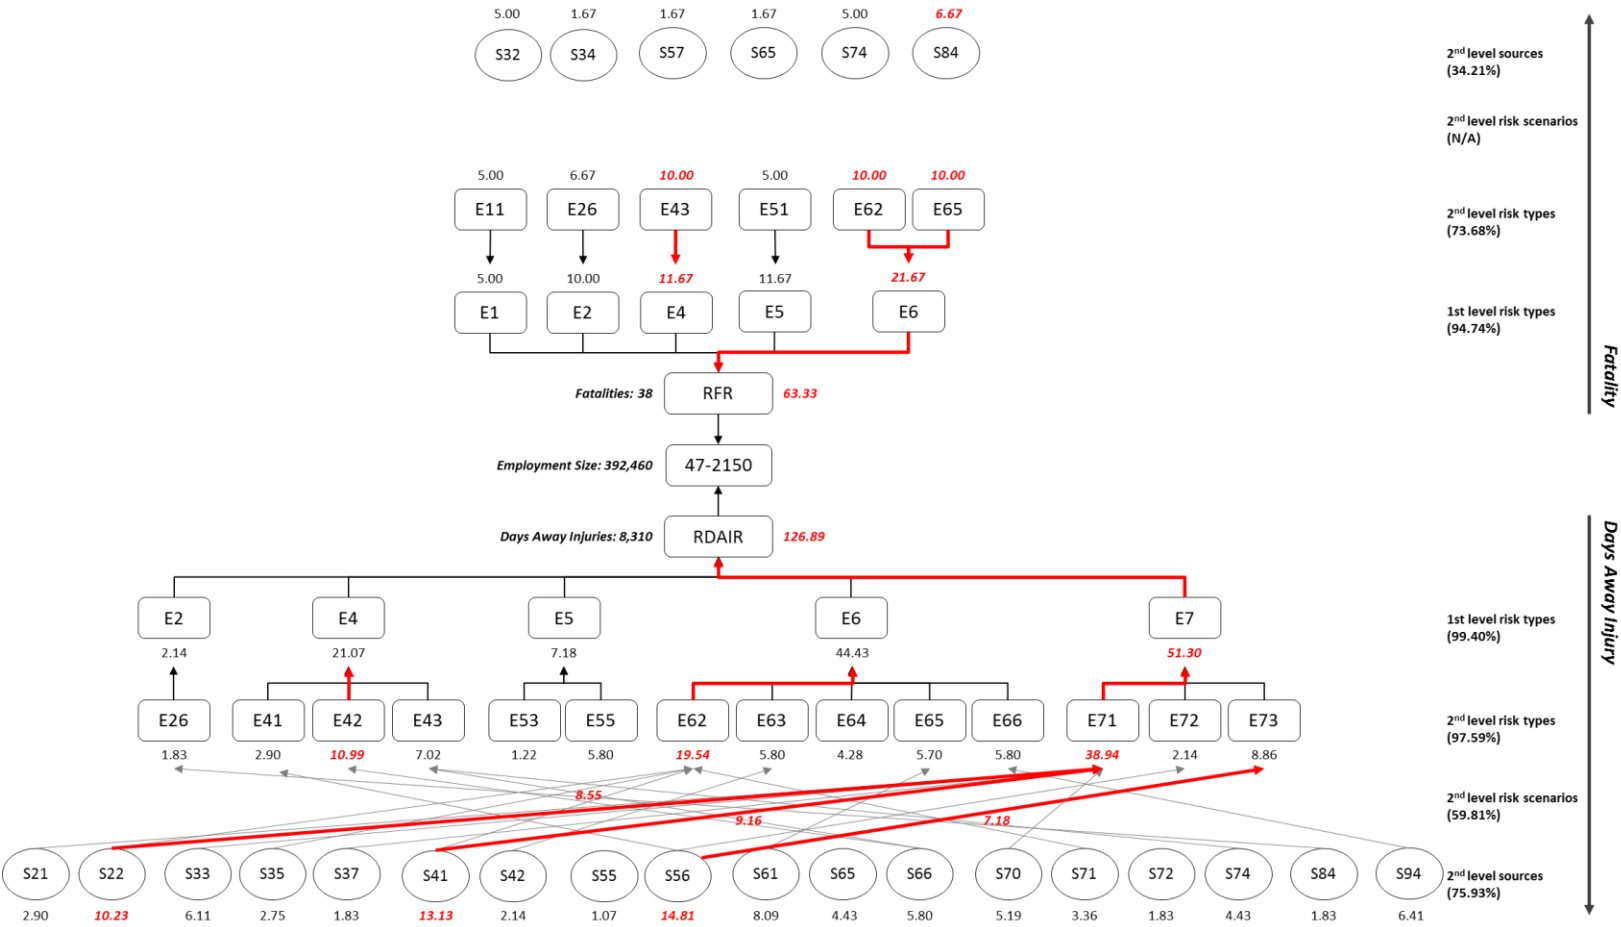 5.00 1.67 1.67 1.67 5.00 6.67
S32 S34 S57 S65 S74 S84
2nd level sources
(34.21%)
2nd level risk scenarios
(N/A)
5.00 6.67 10.00 5.00 10.00 10.00
E11 E26 E43 E51 E62 E65
2nd level risk types
(73.68%)
5.00 10.00 11.67 11.67 21.67
E1 E2 E4 E5 E6
1st level risk types
(94.74%)
Fatality
Fatalities: 38 RFR 63.33
Employment Size: 392,460 47-2150
Days Away Injuries: 8,310 RDAIR 126.89
Days Away Injury
E2 E4 E5 E6 E7
1st level risk types
(99.40%)
2.14 21.07 7.18 44.43 51.30
E26 E41 E42 E43 E53 E55 E62 E63 E64 E65 E66 E71 E72 E73
2nd level risk types
(97.59%)
1.83 2.90 10.99 7.02 1.22 5.80 19.54 5.80 4.28 5.70 5.80 38.94 2.14 8.86
8.55
9.16 7.18
2nd level risk scenarios
(59.81%)
S21 S22 S33 S35 S37 S41 S42 S55 S56 S61 S65 S66 S70 S71 S72 S74 S84 S94
2nd level sources
(75.93%)
2.90 10.23 6.11 2.75 1.83 13.13 2.14 1.07 14.81 8.09 4.43 5.80 5.19 3.36 1.83 4.43 1.83 6.41